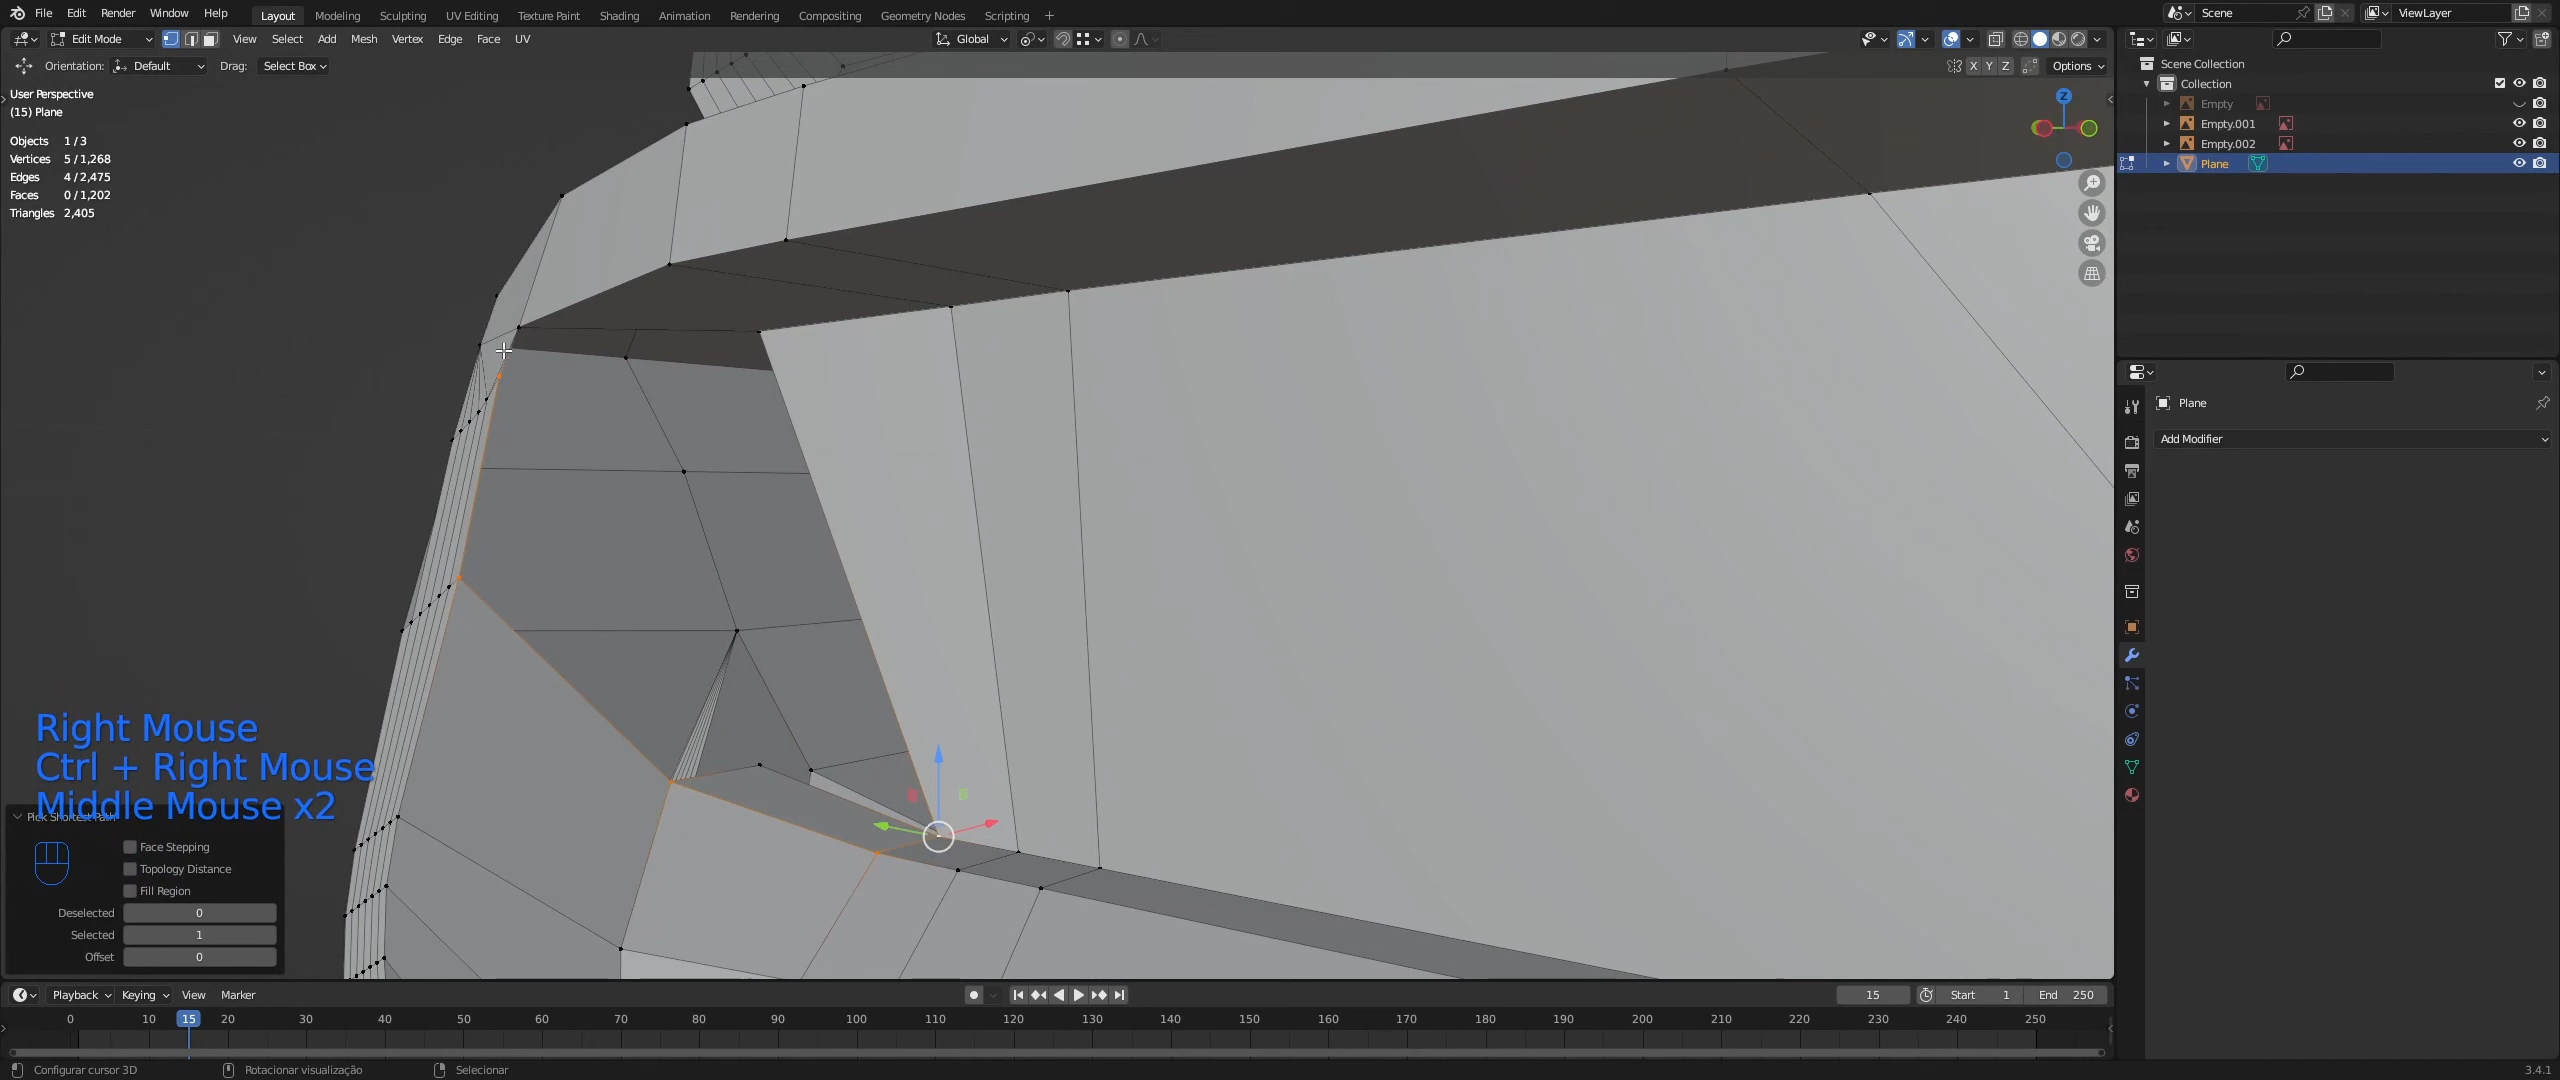 File Edit Render Window Help Layout Modeling Sculpting UV Editing Texture Paint Shading Animation Rendering Compositing Geometry Nodes Scripting + Scene ViewLayer
Edit Mode View Select Add Mesh Vertex Edge Face UV Global
Orientation: Default Drag: Select Box X Y Z Options
User Perspective
(15) Plane
Objects 1 / 3
Vertices 5 / 1,268
Edges 4 / 2,475
Faces 0 / 1,202
Triangles 2,405
Z
Scene Collection
Collection
Empty
Empty.001
Empty.002
Plane
Plane
Add Modifier
Right Mouse
Ctrl + Right Mouse
Middle Mouse x2
Pick Shortest Path
Face Stepping
Topology Distance
Fill Region
Deselected 0
Selected 1
Offset 0
Playback Keying View Marker 15 Start 1 End 250
0 10 15 20 30 40 50 60 70 80 90 100 110 120 130 140 150 160 170 180 190 200 210 220 230 240 250
Configurar cursor 3D Rotacionar visualização Selecionar 3.4.1